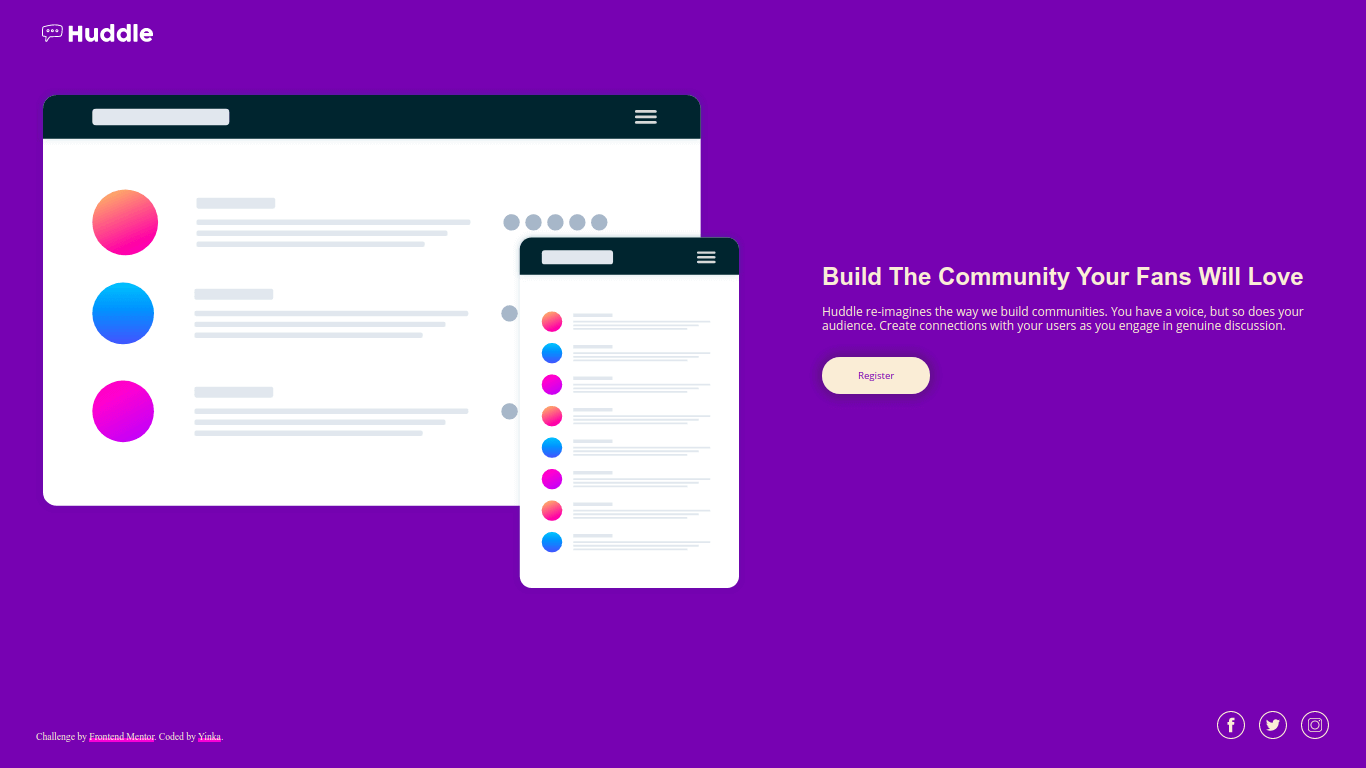 Huddle
Build The Community Your Fans Will Love
Huddle re-imagines the way we build communities. You have a voice, but so does your
audience. Create connections with your users as you engage in genuine discussion.
Register
Challenge by Frontend Mentor. Coded by Yinka.